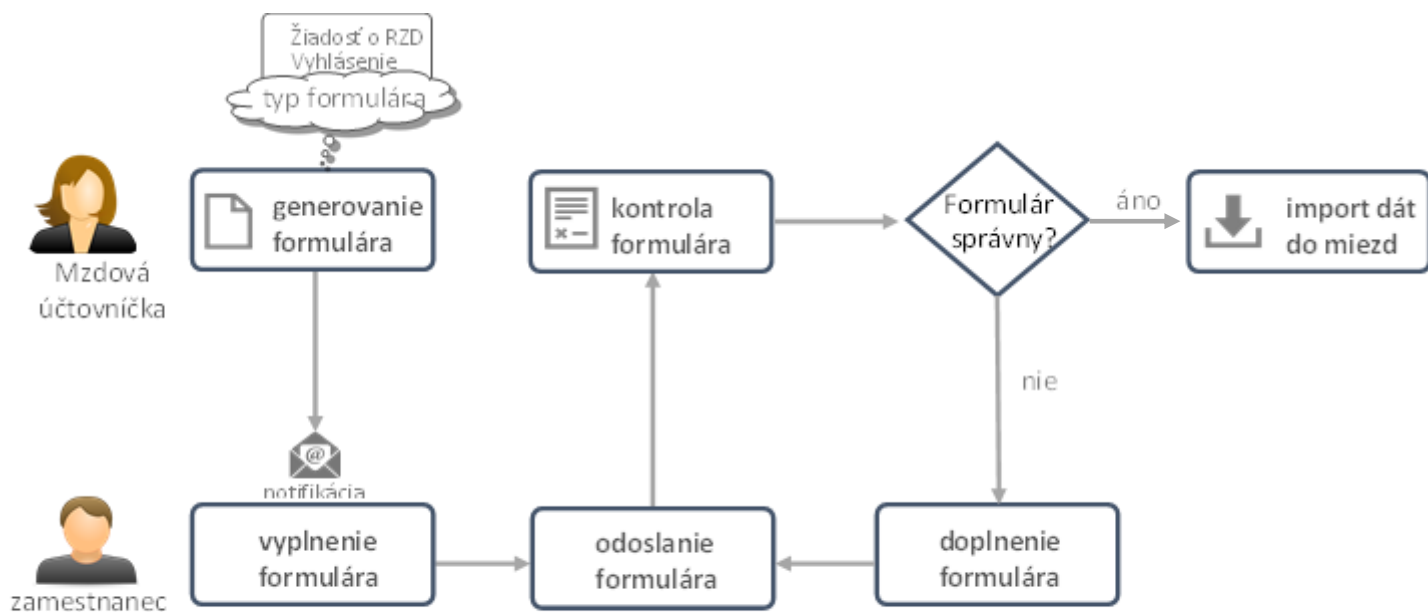 Žiadosť o RZD
Vyhlásenie
typ formulára
generovanie
formulára
kontrola
formulára
Formulár
správny?
áno
import dát
do miezd
Mzdová
účtovníčka
nie
@
notifikácia
vyplnenie
formulára
odoslanie
formulára
doplnenie
formulára
zamestnanec